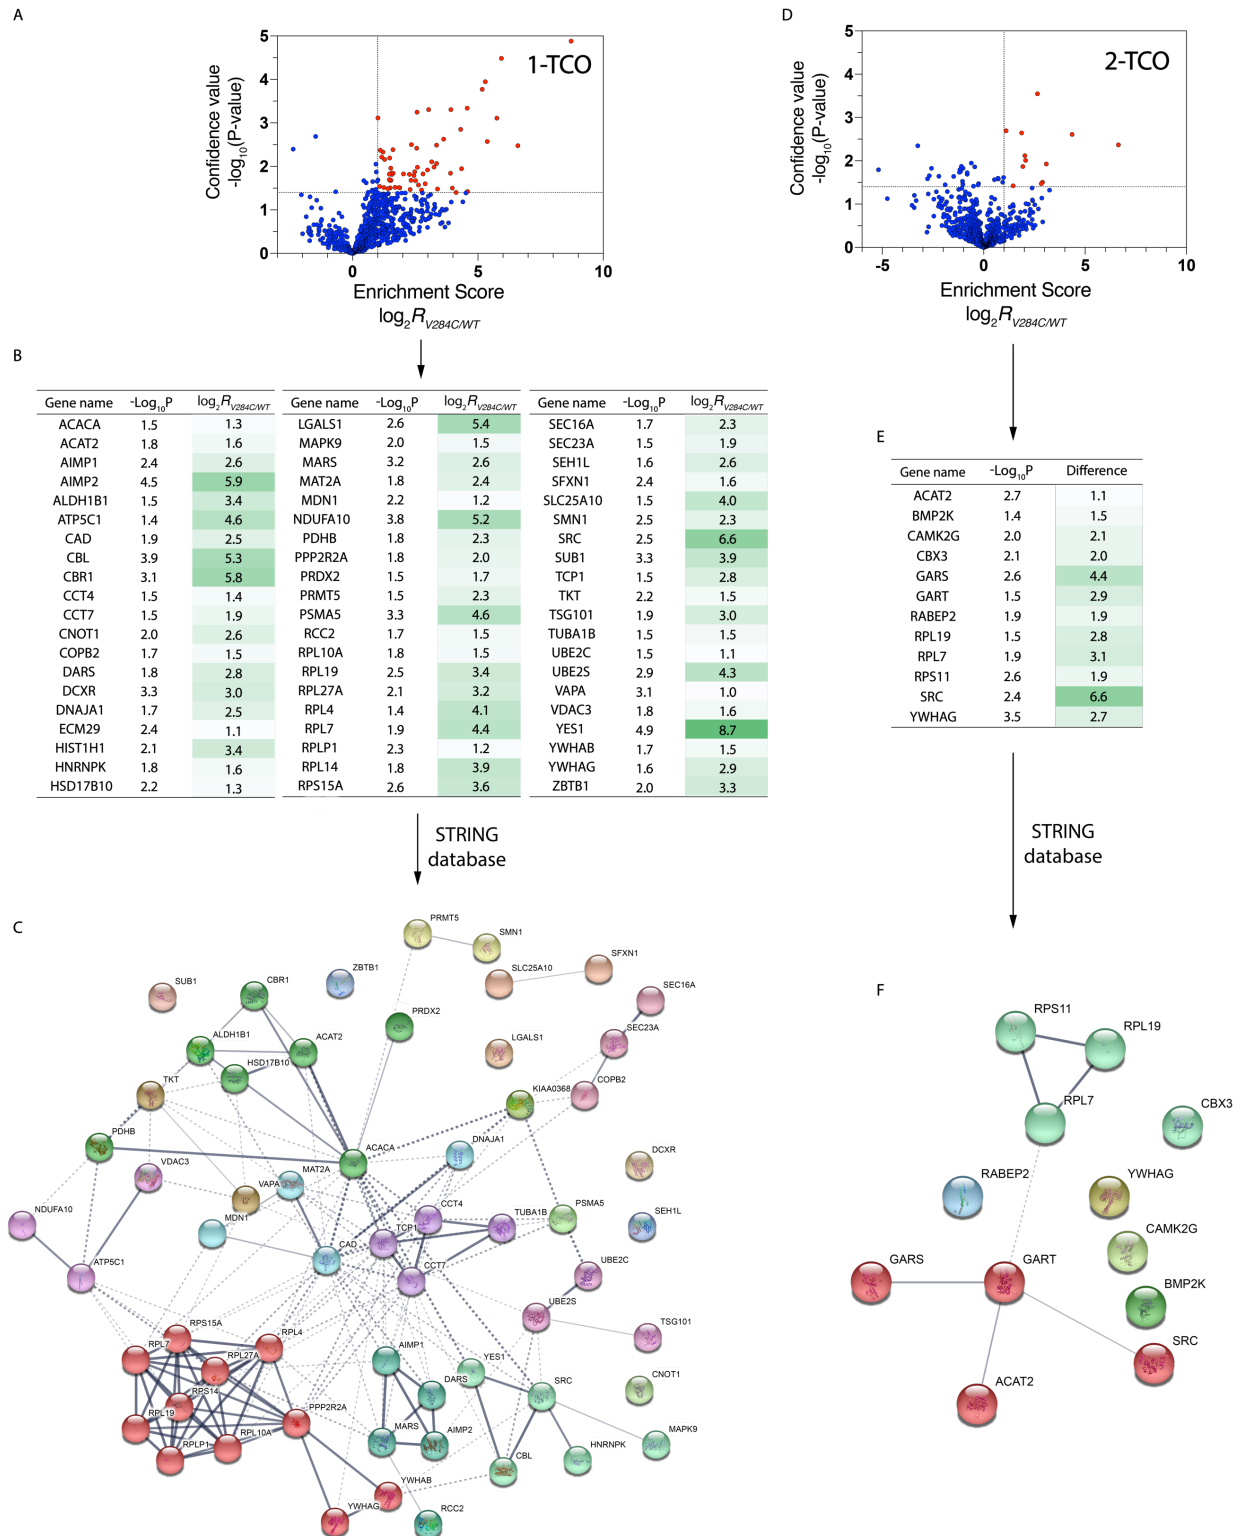 A
5
4
3
2
1
0
0
5
10
1-TCO
Confidence value
-log10(P-value)
Enrichment Score
log2R V284C/WT
D
5
4
3
2
1
0
-5
0
5
10
2-TCO
Confidence value
-log10(P-value)
Enrichment Score
log2R V284C/WT
B
Gene name -Log10P log2R V284C/WT
ACACA 1.5 1.3
ACAT2 1.8 1.6
AIMP1 2.4 2.6
AIMP2 4.5 5.9
ALDH1B1 1.5 3.4
ATP5C1 1.4 4.6
CAD 1.9 2.5
CBL 3.9 5.3
CBR1 3.1 5.8
CCT4 1.5 1.4
CCT7 1.5 1.9
CNOT1 2.0 2.6
COPB2 1.7 1.5
DARS 1.8 2.8
DCXR 3.3 3.0
DNAJA1 1.7 2.5
ECM29 2.4 1.1
HIST1H1 2.1 3.4
HNRNPK 1.8 1.6
HSD17B10 2.2 1.3
Gene name -Log10P log2R V284C/WT
LGALS1 2.6 5.4
MAPK9 2.0 1.5
MARS 3.2 2.6
MAT2A 1.8 2.4
MDN1 2.2 1.2
NDUFA10 3.8 5.2
PDHB 1.8 2.3
PPP2R2A 1.8 2.0
PRDX2 1.5 1.7
PRMT5 1.5 2.3
PSMA5 3.3 4.6
RCC2 1.7 1.5
RPL10A 1.8 1.5
RPL19 2.5 3.4
RPL27A 2.1 3.2
RPL4 1.4 4.1
RPL7 1.9 4.4
RPLP1 2.3 1.2
RPL14 1.8 3.9
RPS15A 2.6 3.6
Gene name -Log10P log2R V284C/WT
SEC16A 1.7 2.3
SEC23A 1.5 1.9
SEH1L 1.6 2.6
SFXN1 2.4 1.6
SLC25A10 1.5 4.0
SMN1 2.5 2.3
SRC 2.5 6.6
SUB1 3.3 3.9
TCP1 1.5 2.8
TKT 2.2 1.5
TSG101 1.9 3.0
TUBA1B 1.5 1.5
UBE2C 1.5 1.1
UBE2S 2.9 4.3
VAPA 3.1 1.0
VDAC3 1.8 1.6
YES1 4.9 8.7
YWHAB 1.7 1.5
YWHAG 1.6 2.9
ZBTB1 2.0 3.3
E
Gene name -Log10P Difference
ACAT2 2.7 1.1
BMP2K 1.4 1.5
CAMK2G 2.0 2.1
CBX3 2.1 2.0
GARS 2.6 4.4
GART 1.5 2.9
RABEP2 1.9 1.9
RPL19 1.5 2.8
RPL7 1.9 3.1
RPS11 2.6 1.9
SRC 2.4 6.6
YWHAG 3.5 2.7
STRING
database
STRING
database
C
PRMT5
SMN1
SLC25A10
SFXN1
ZBTB1
CBR1
SUB1
SEC16A
PRDX2
SEC23A
ALDH1B1
ACAT2
LGALS1
HSD17B10
TKT
COPB2
KIAA0368
PDHB
ACACA
DNAJA1
DCXR
VDAC3
MAT2A
VAPA
NDUFA10
CCT4
PSMA5
MDN1
TUBA1B
SEH1L
TCP1
CAD
CCT7
UBE2C
ATP5C1
UBE2S
RPS15A
RPL4
TSG101
RPL7
RPL27A
AIMP1
YES1
DARS
SRC
CNOT1
RPS14
RPL19
PPP2R2A
MARS
AIMP2
MAPK9
RPLP1
RPL10A
HNRNPK
CBL
YWHAB
YWHAG
RCC2
F
RPS11
RPL19
RPL7
CBX3
RABEP2
YWHAG
CAMK2G
GARS
GART
BMP2K
SRC
ACAT2